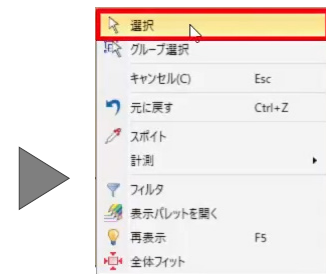 選択
グループ選択
キャンセル(C) Esc
元に戻す Ctrl+Z
スポイト
計測
フィルタ
表示パレットを開く
再表示 F5
全体フィット